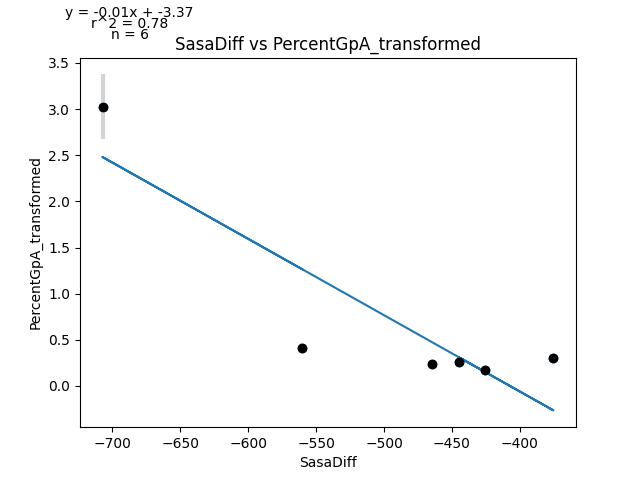 y = -0.01x + -3.37
r^2 = 0.78
n = 6
SasaDiff vs PercentGpA_transformed
3.5
3.0
2.5
2.0
1.5
1.0
0.5
0.0
PercentGpA_transformed
−700
−650
−600
−550
−500
−450
−400
SasaDiff